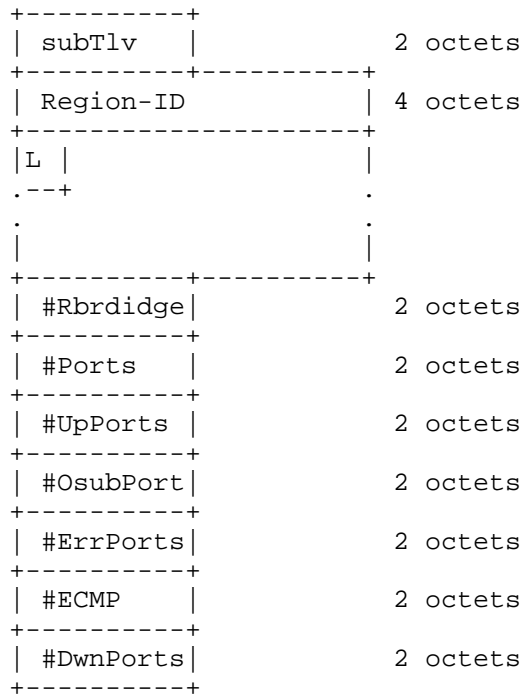 +----------+
| subTlv   |           2 octets
+----------+----------+
| Region-ID           | 4 octets
+---------------------+
|L |                  |
.--+                  .
.                     .
|                     |
+----------+----------+
| #Rbrdidge|           2 octets
+----------+
| #Ports   |           2 octets
+----------+
| #UpPorts |           2 octets
+----------+
| #OsubPort|           2 octets
+----------+
| #ErrPorts|           2 octets
+----------+
| #ECMP    |           2 octets
+----------+
| #DwnPorts|           2 octets
+----------+